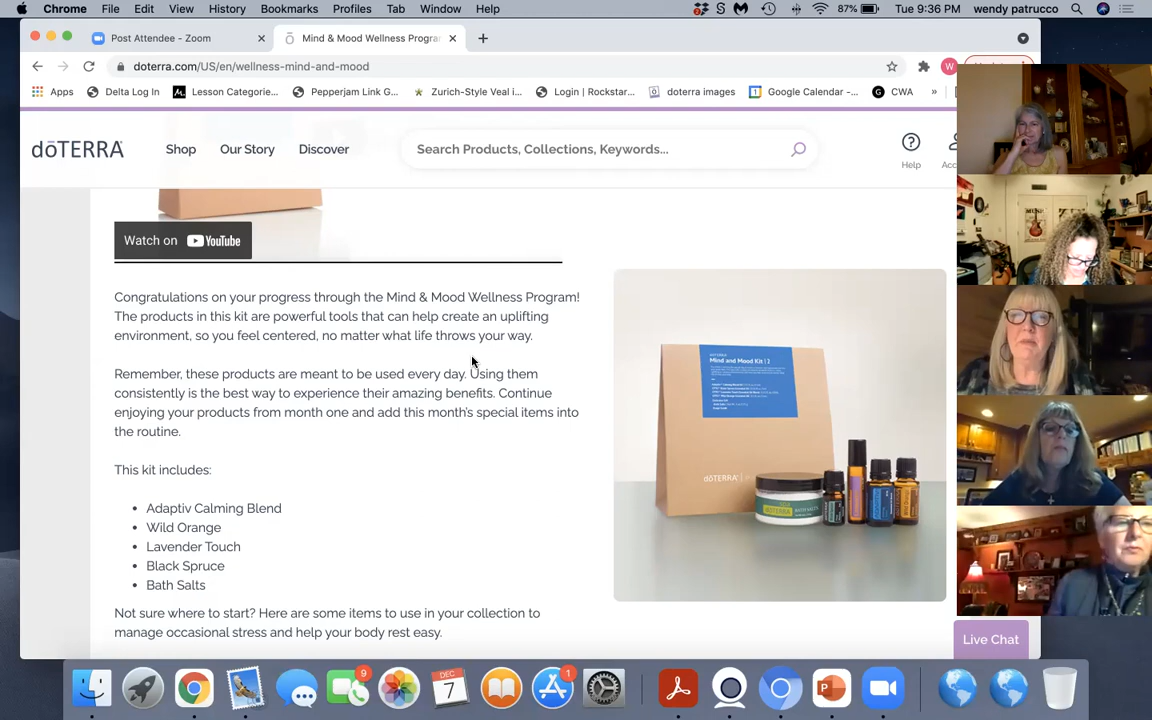 Chrome File Edit View History Bookmarks Profiles Tab Window Help 87% Tue 9:36 PM wendy patrucco
Post Attendee - Zoom Mind & Mood Wellness Progra
doterra.com/US/en/wellness-mind-and-mood W
Apps Delta Log In Lesson Categorie... Pepperjam Link G... Zurich-Style Veal i... Login | Rockstar... doterra images Google Calendar -... CWA »
dōTERRA Shop Our Story Discover Search Products, Collections, Keywords... Help Acc
Watch on YouTube
Congratulations on your progress through the Mind & Mood Wellness Program!
The products in this kit are powerful tools that can help create an uplifting
environment, so you feel centered, no matter what life throws your way.
Remember, these products are meant to be used every day. Using them
consistently is the best way to experience their amazing benefits. Continue
enjoying your products from month one and add this month's special items into
the routine.
This kit includes:
• Adaptiv Calming Blend
• Wild Orange
• Lavender Touch
• Black Spruce
• Bath Salts
Not sure where to start? Here are some items to use in your collection to
manage occasional stress and help your body rest easy.
Mind and Mood Kit | 2
dōTERRA
dōTERRA BATH SALTS
Live Chat
9
DEC
7
1